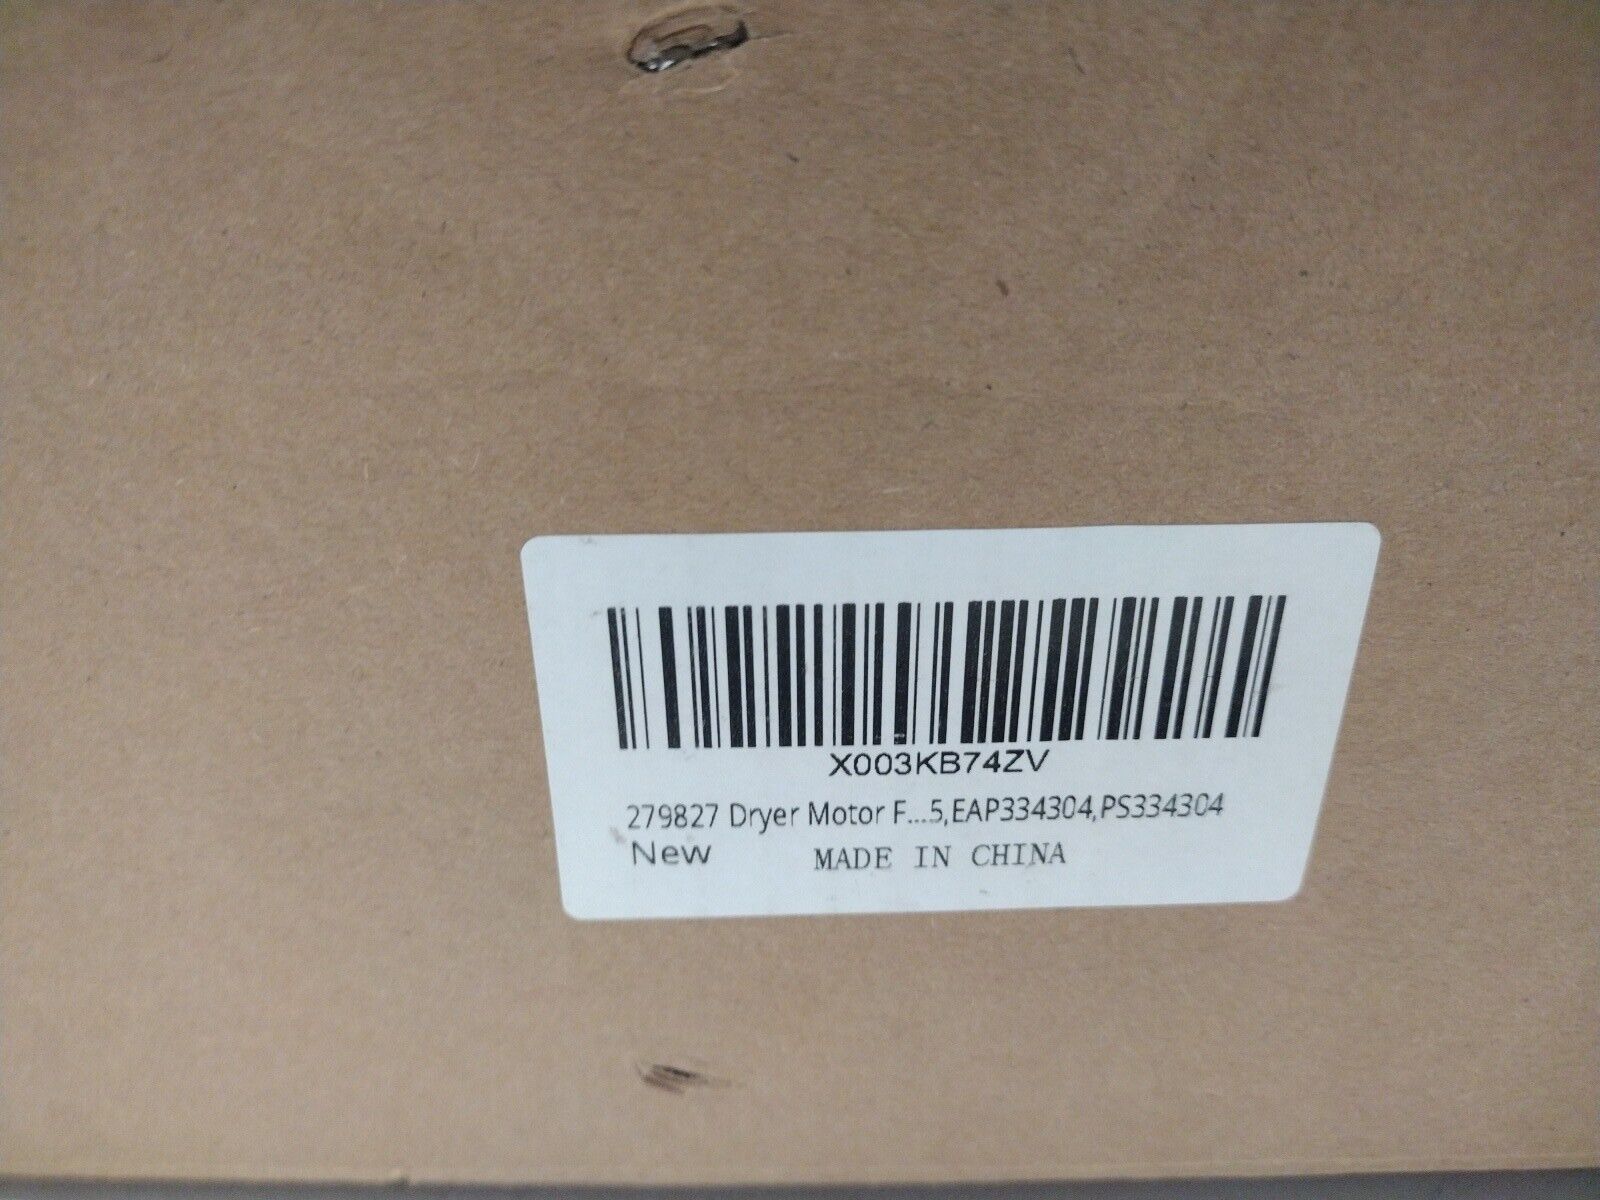 X003KB74ZV
279827 Dryer Motor F...5,EAP334304,PS334304
New MADE IN CHINA